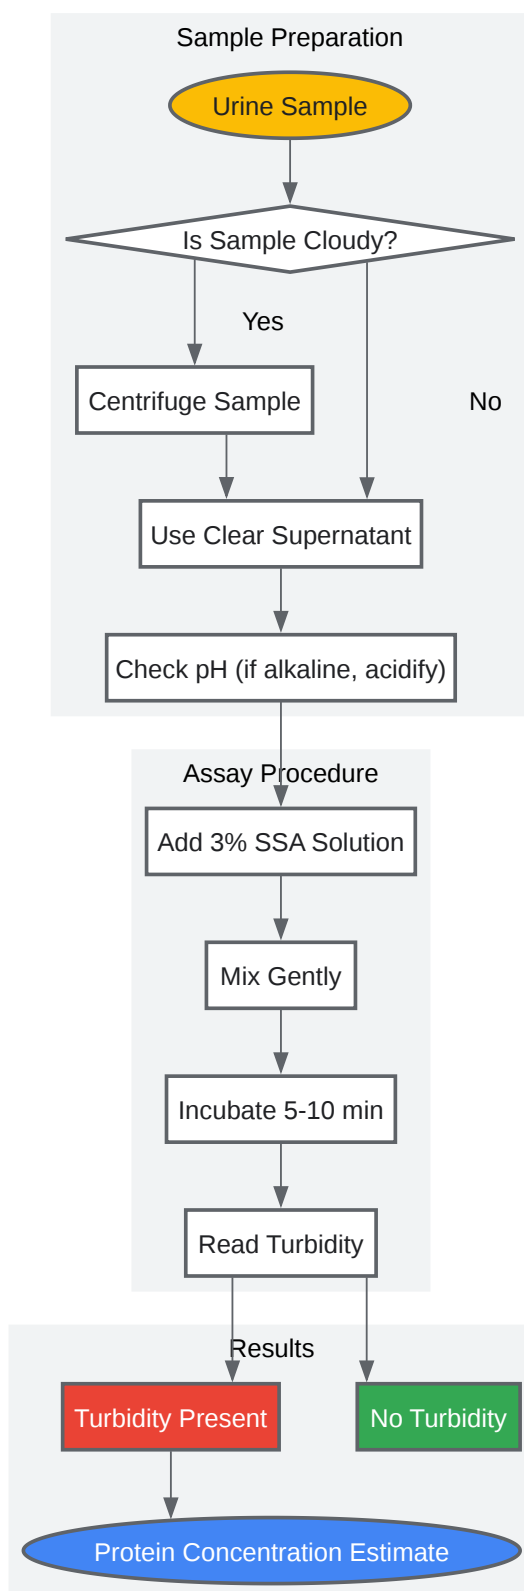 Sample Preparation
Urine Sample
Is Sample Cloudy?
Yes
Centrifuge Sample
No
Use Clear Supernatant
Check pH (if alkaline, acidify)
Assay Procedure
Add 3% SSA Solution
Mix Gently
Incubate 5-10 min
Read Turbidity
Results
Turbidity Present
No Turbidity
Protein Concentration Estimate